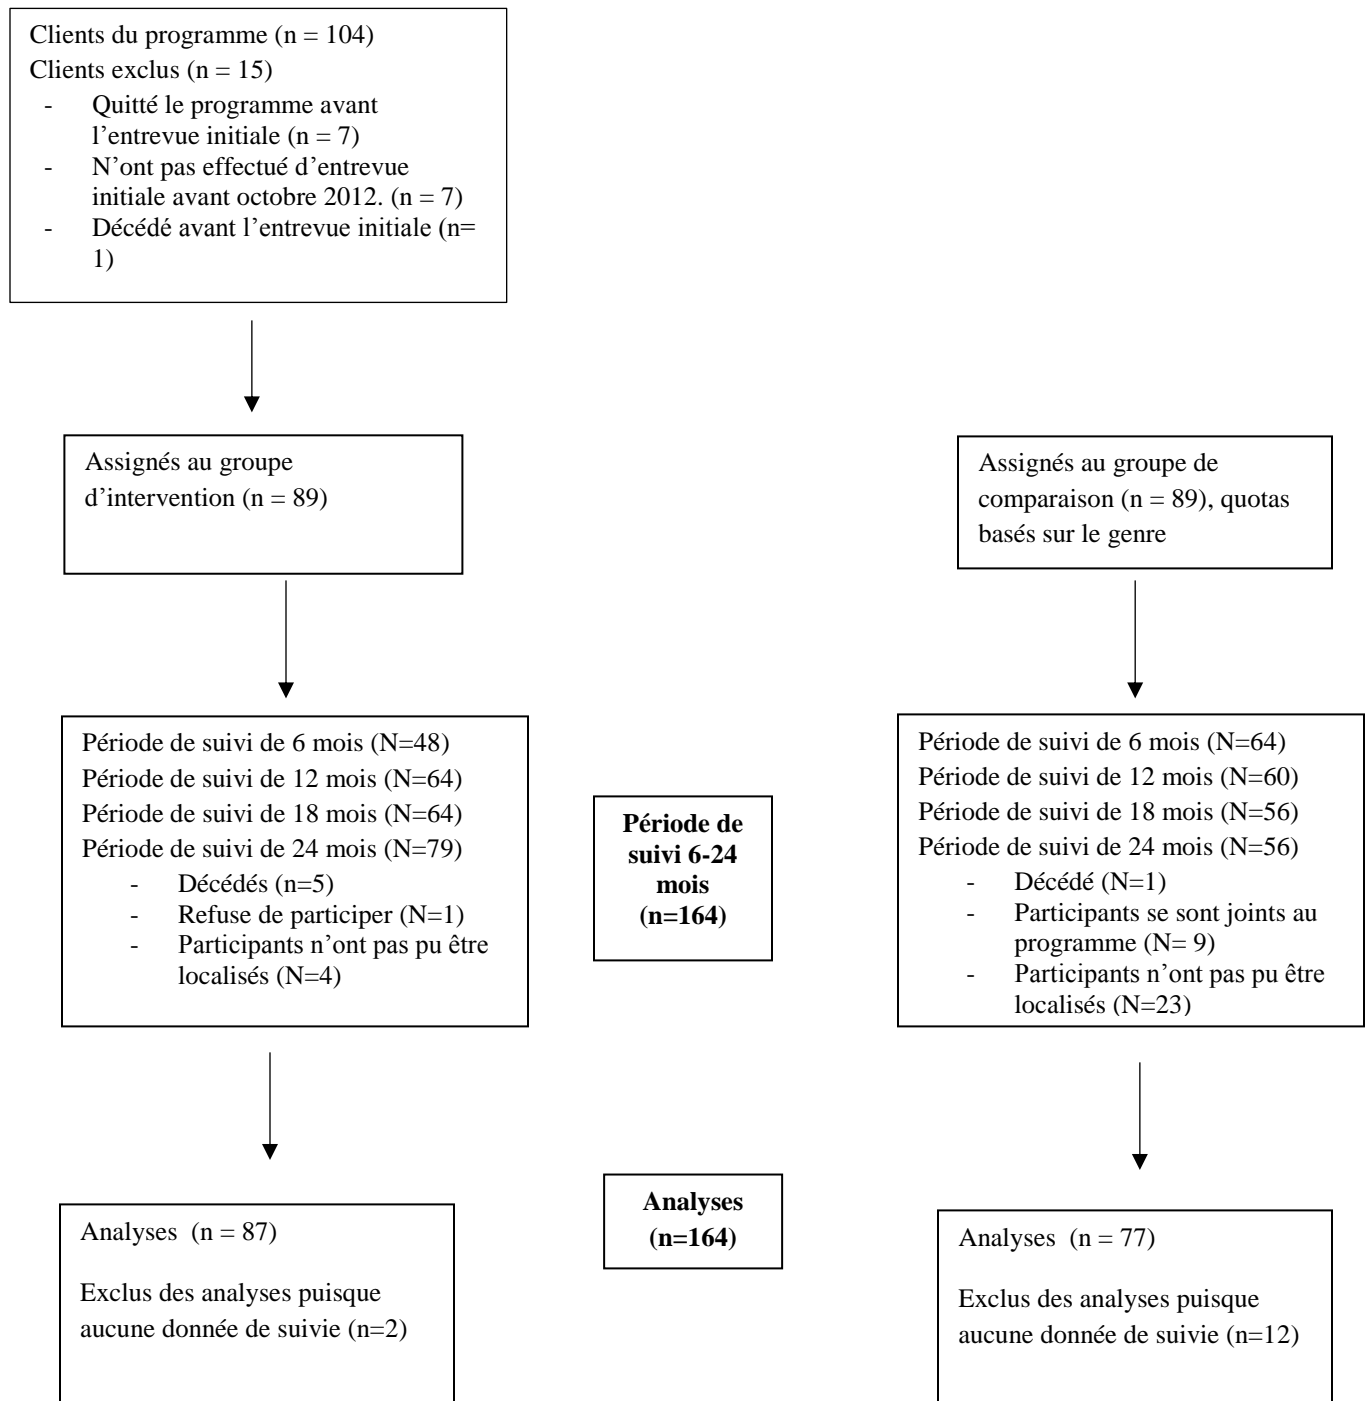 Clients du programme (n = 104)
Clients exclus (n = 15)
- Quitté le programme avant
l’entrevue initiale (n = 7)
- N’ont pas effectué d’entrevue
initiale avant octobre 2012. (n = 7)
- Décédé avant l’entrevue initiale (n=
1)
Assignés au groupe
d’intervention (n = 89)
Assignés au groupe de
comparaison (n = 89), quotas
basés sur le genre
Période de suivi de 6 mois (N=48)
Période de suivi de 12 mois (N=64)
Période de suivi de 18 mois (N=64)
Période de suivi de 24 mois (N=79)
- Décédés (n=5)
- Refuse de participer (N=1)
- Participants n’ont pas pu être
localisés (N=4)
Période de
suivi 6-24
mois
(n=164)
Période de suivi de 6 mois (N=64)
Période de suivi de 12 mois (N=60)
Période de suivi de 18 mois (N=56)
Période de suivi de 24 mois (N=56)
- Décédé (N=1)
- Participants se sont joints au
programme (N= 9)
- Participants n’ont pas pu être
localisés (N=23)
Analyses (n = 87)
Exclus des analyses puisque
aucune donnée de suivie (n=2)
Analyses
(n=164)
Analyses (n = 77)
Exclus des analyses puisque
aucune donnée de suivie (n=12)